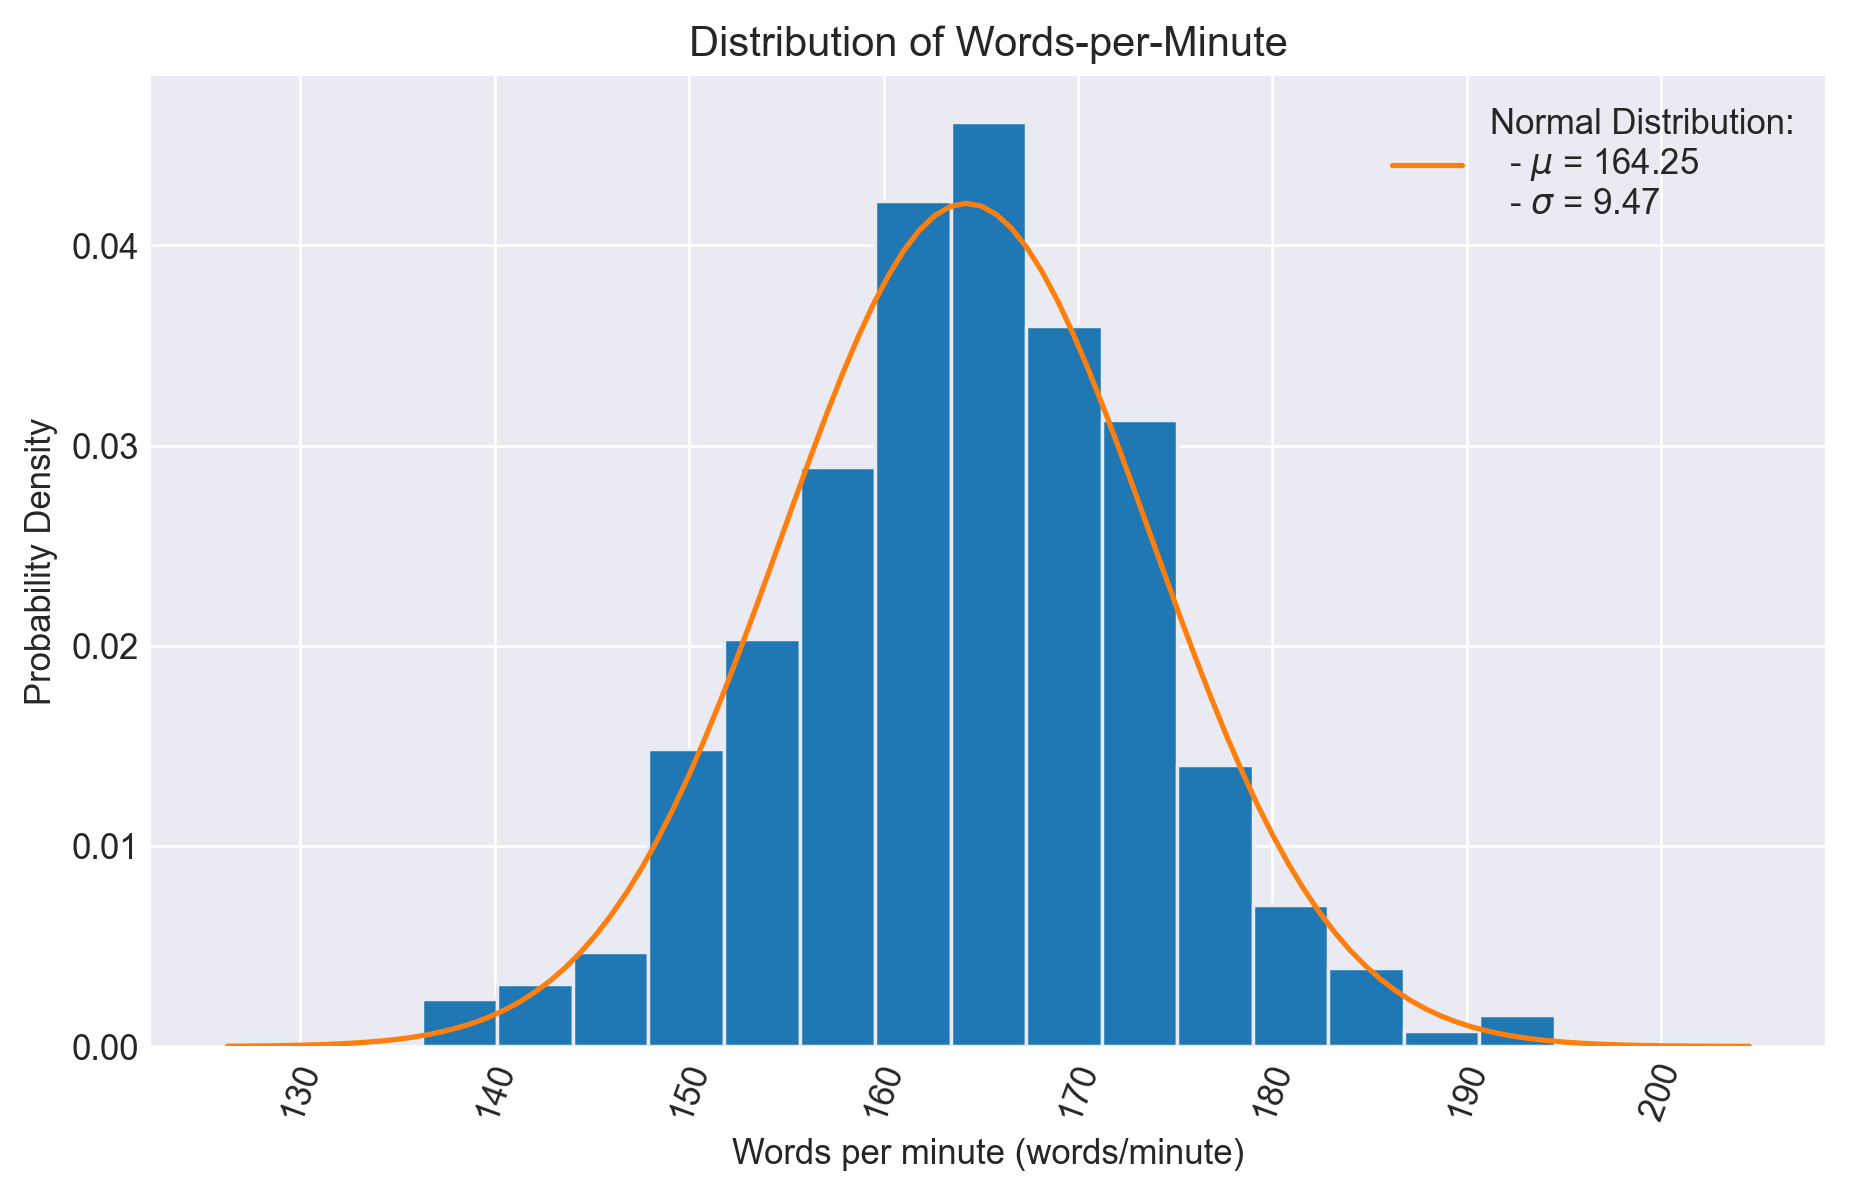 Distribution of Words-per-Minute
Normal Distribution:
- μ = 164.25
- σ = 9.47
Probability Density
0.04
0.03
0.02
0.01
0.00
130 140 150 160 170 180 190 200
Words per minute (words/minute)